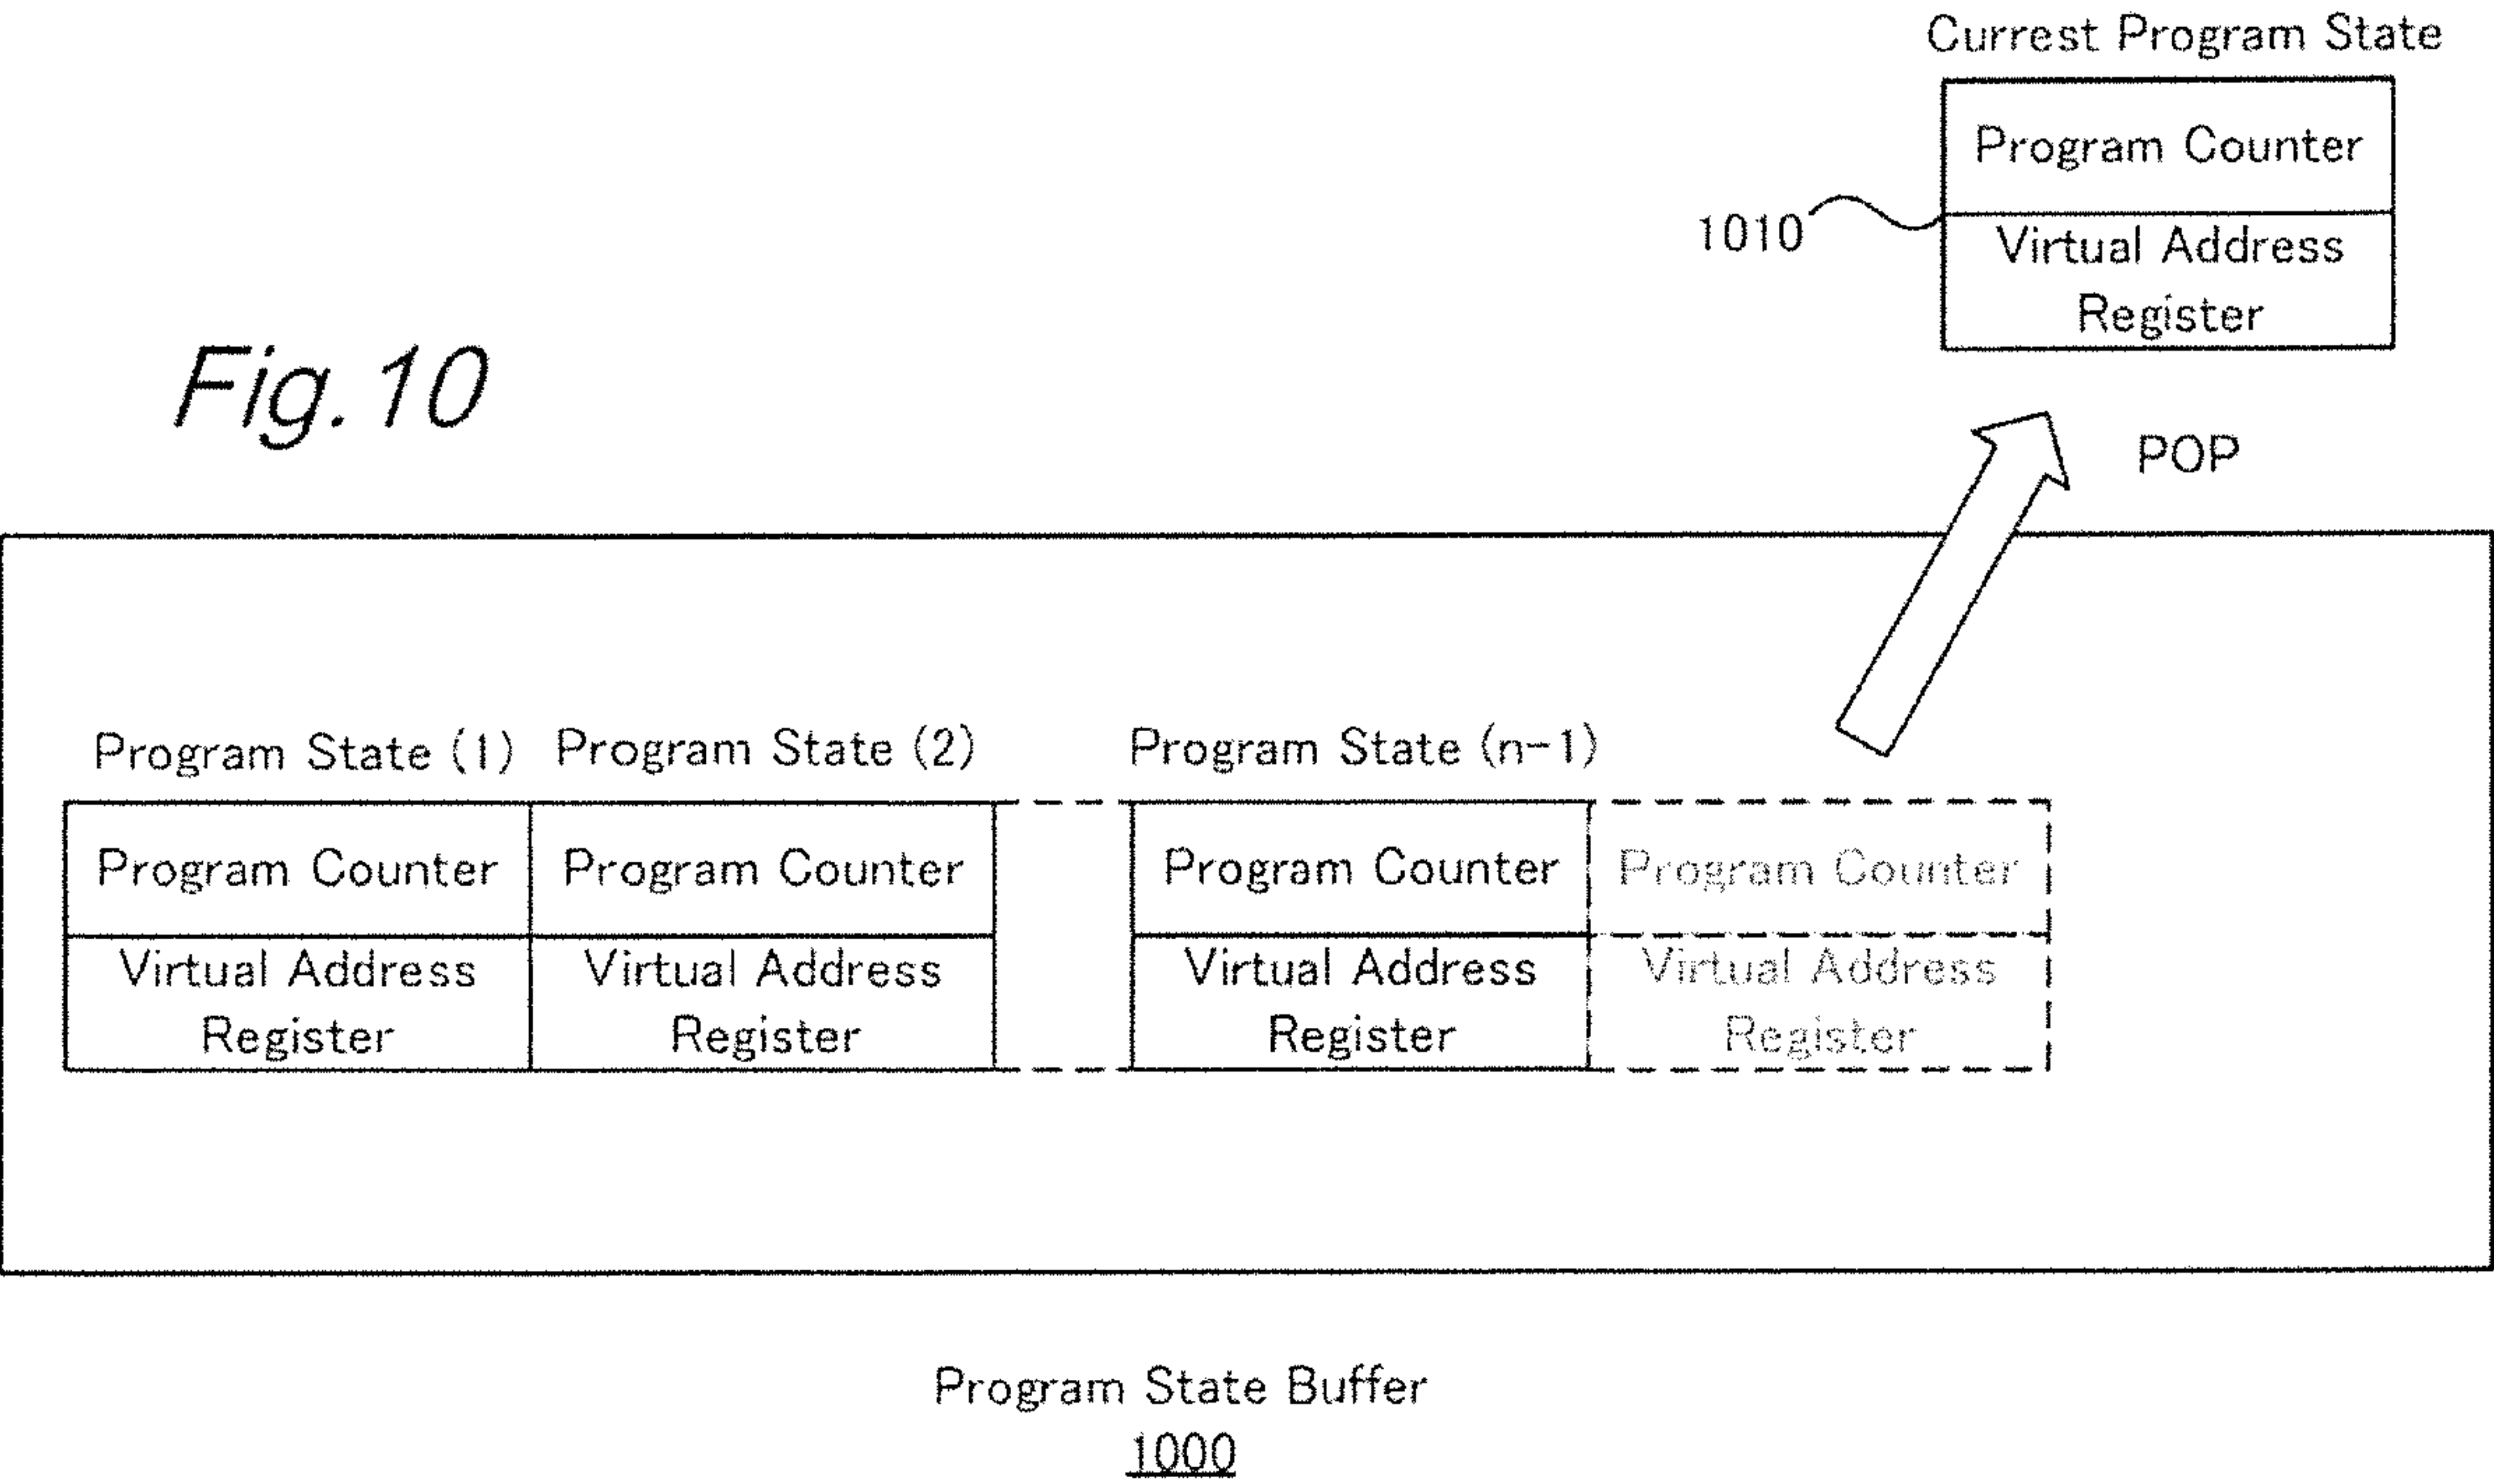 Currest Program State
Program Counter
1010
Virtual Address
Register
Fig. 10
POP
Program State (1) Program State (2) Program State (n-1)
Program Counter Program Counter Program Counter Program Counter
Virtual Address Virtual Address Virtual Address Virtual Address
Register Register Register Register
Program State Buffer
1000